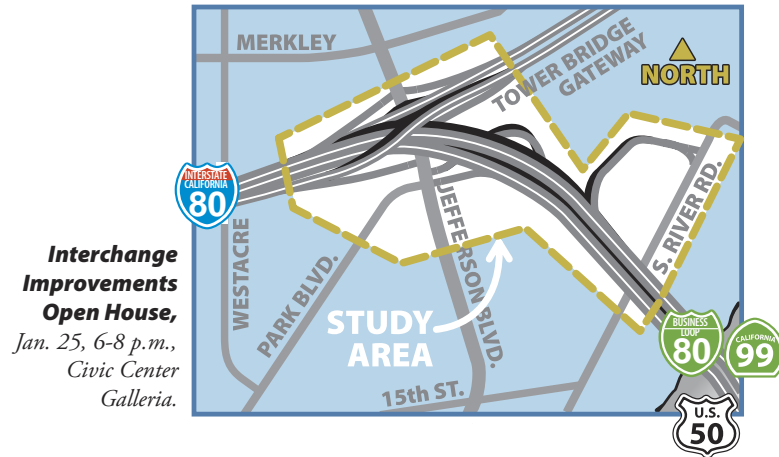 MERKLEY
TOWER BRIDGE
GATEWAY
NORTH
INTERSTATE
CALIFORNIA
80
WESTACRE
PARK BLVD.
JEFFERSON BLVD.
S. RIVER RD.
STUDY
AREA
15th ST.
BUSINESS
LOOP
80
CALIFORNIA
99
U.S.
50
Interchange
Improvements
Open House,
Jan. 25, 6-8 p.m.,
Civic Center
Galleria.